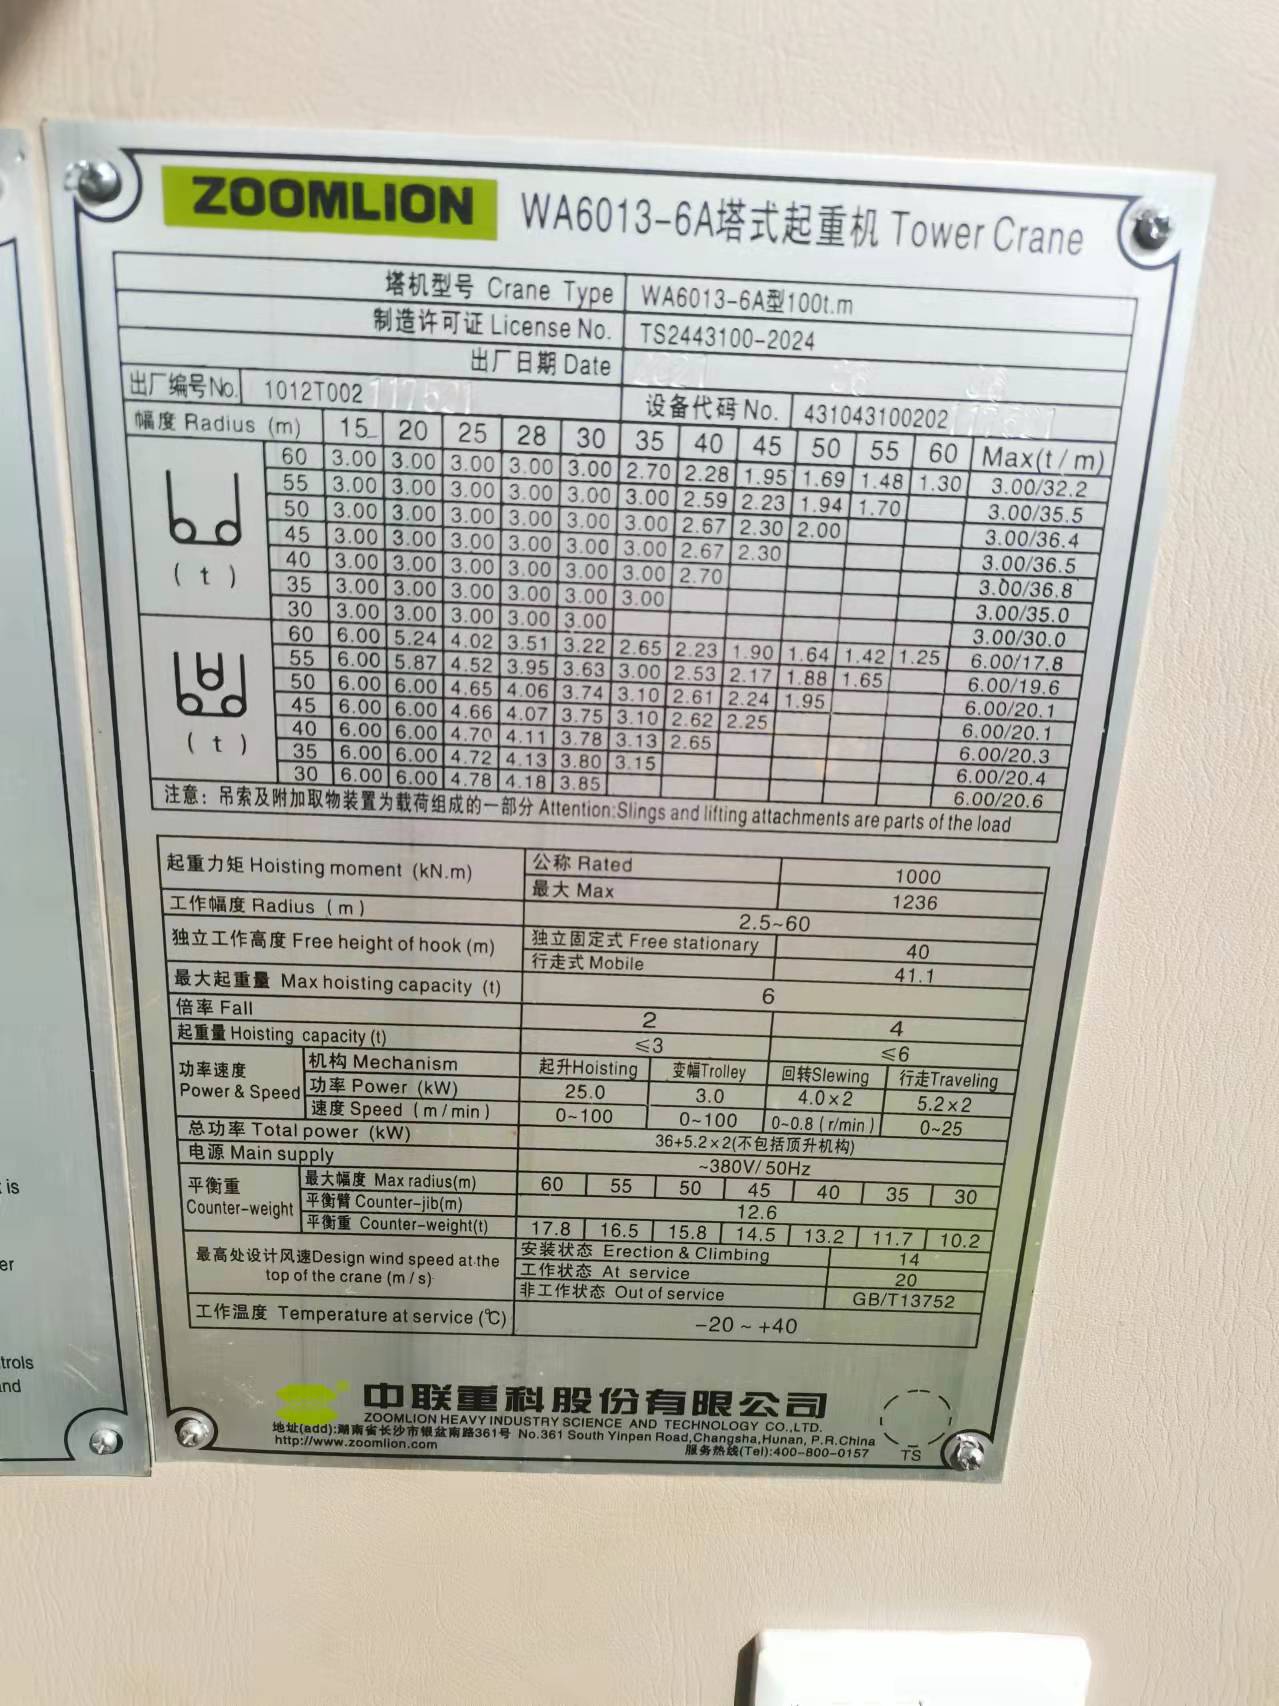 ZOOMLION WA6013-6A塔式起重机 Tower Crane
塔机型号 Crane Type WA6013-6A型100t.m
制造许可证 License No. TS2443100-2024
出厂日期 Date 2021
出厂编号No. 1012T002 设备代码 No. 431043100202
幅度 Radius (m) 15 20 25 28 30 35 40 45 50 55 60 Max(t/m)
60 3.00 3.00 3.00 3.00 3.00 2.70 2.28 1.95 1.69 1.48 1.30 3.00/32.2
55 3.00 3.00 3.00 3.00 3.00 3.00 2.59 2.23 1.94 1.70 3.00/35.5
50 3.00 3.00 3.00 3.00 3.00 3.00 2.67 2.30 2.00 3.00/36.4
45 3.00 3.00 3.00 3.00 3.00 3.00 2.67 2.30 3.00/36.5
(t) 40 3.00 3.00 3.00 3.00 3.00 3.00 2.70 3.00/36.8
35 3.00 3.00 3.00 3.00 3.00 3.00 3.00/35.0
30 3.00 3.00 3.00 3.00 3.00 3.00/30.0
60 6.00 5.24 4.02 3.51 3.22 2.65 2.23 1.90 1.64 1.42 1.25 6.00/17.8
55 6.00 5.87 4.52 3.95 3.63 3.00 2.53 2.17 1.88 1.65 6.00/19.6
50 6.00 6.00 4.65 4.06 3.74 3.10 2.61 2.24 1.95 6.00/20.1
45 6.00 6.00 4.66 4.07 3.75 3.10 2.62 2.25 6.00/20.1
(t) 40 6.00 6.00 4.70 4.11 3.78 3.13 2.65 6.00/20.3
35 6.00 6.00 4.72 4.13 3.80 3.15 6.00/20.4
30 6.00 6.00 4.78 4.18 3.85 6.00/20.6
注意：吊索及附加取物装置为载荷组成的一部分 Attention:Slings and lifting attachments are parts of the load
起重力矩 Hoisting moment (kN.m) 公称 Rated 1000
最大 Max 1236
工作幅度 Radius (m) 2.5~60
独立工作高度 Free height of hook (m) 独立固定式 Free stationary 40
行走式 Mobile 41.1
最大起重量 Max hoisting capacity (t) 6
倍率 Fall 2 4
起重量 Hoisting capacity(t) ≤3 ≤6
功率速度 Power & Speed 机构 Mechanism 起升Hoisting 变幅Trolley 回转Slewing 行走Traveling
功率 Power (kW) 25.0 3.0 4.0×2 5.2×2
速度 Speed (m/min) 0~100 0~100 0~0.8 (r/min) 0~25
总功率 Total power (kW) 36+5.2×2(不包括顶升机构)
电源 Main supply ~380V/50Hz
平衡重 Counter-weight 最大幅度 Max radius(m) 60 55 50 45 40 35 30
平衡臂 Counter-jib(m) 12.6
平衡重 Counter-weight(t) 17.8 16.5 15.8 14.5 13.2 11.7 10.2
最高处设计风速Design wind speed at the top of the crane (m/s) 安装状态 Erection & Climbing 14
工作状态 At service 20
非工作状态 Out of service GB/T13752
工作温度 Temperature at service (℃) -20 ~ +40
中联重科股份有限公司
ZOOMLION HEAVY INDUSTRY SCIENCE AND TECHNOLOGY CO.,LTD.
地址(add):湖南省长沙市银盆南路361号 No.361 South Yinpen Road,Changsha,Hunan, P.R.China
http://www.zoomlion.com 服务热线(Tel):400-800-0157
TS
is
er
trols
and